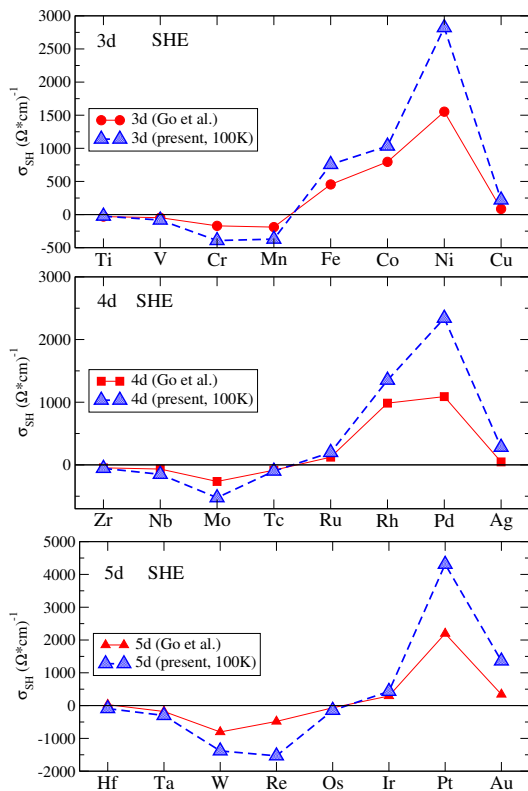 3d SHE
3000
2500
2000
1500
1000
500
0
-500
σSH (Ω*cm)-1
3d (Go et al.)
3d (present, 100K)
Ti V Cr Mn Fe Co Ni Cu
4d SHE
3000
2000
1000
0
σSH (Ω*cm)-1
4d (Go et al.)
4d (present, 100K)
Zr Nb Mo Tc Ru Rh Pd Ag
5d SHE
5000
4000
3000
2000
1000
0
-1000
-2000
σSH (Ω*cm)-1
5d (Go et al.)
5d (present, 100K)
Hf Ta W Re Os Ir Pt Au